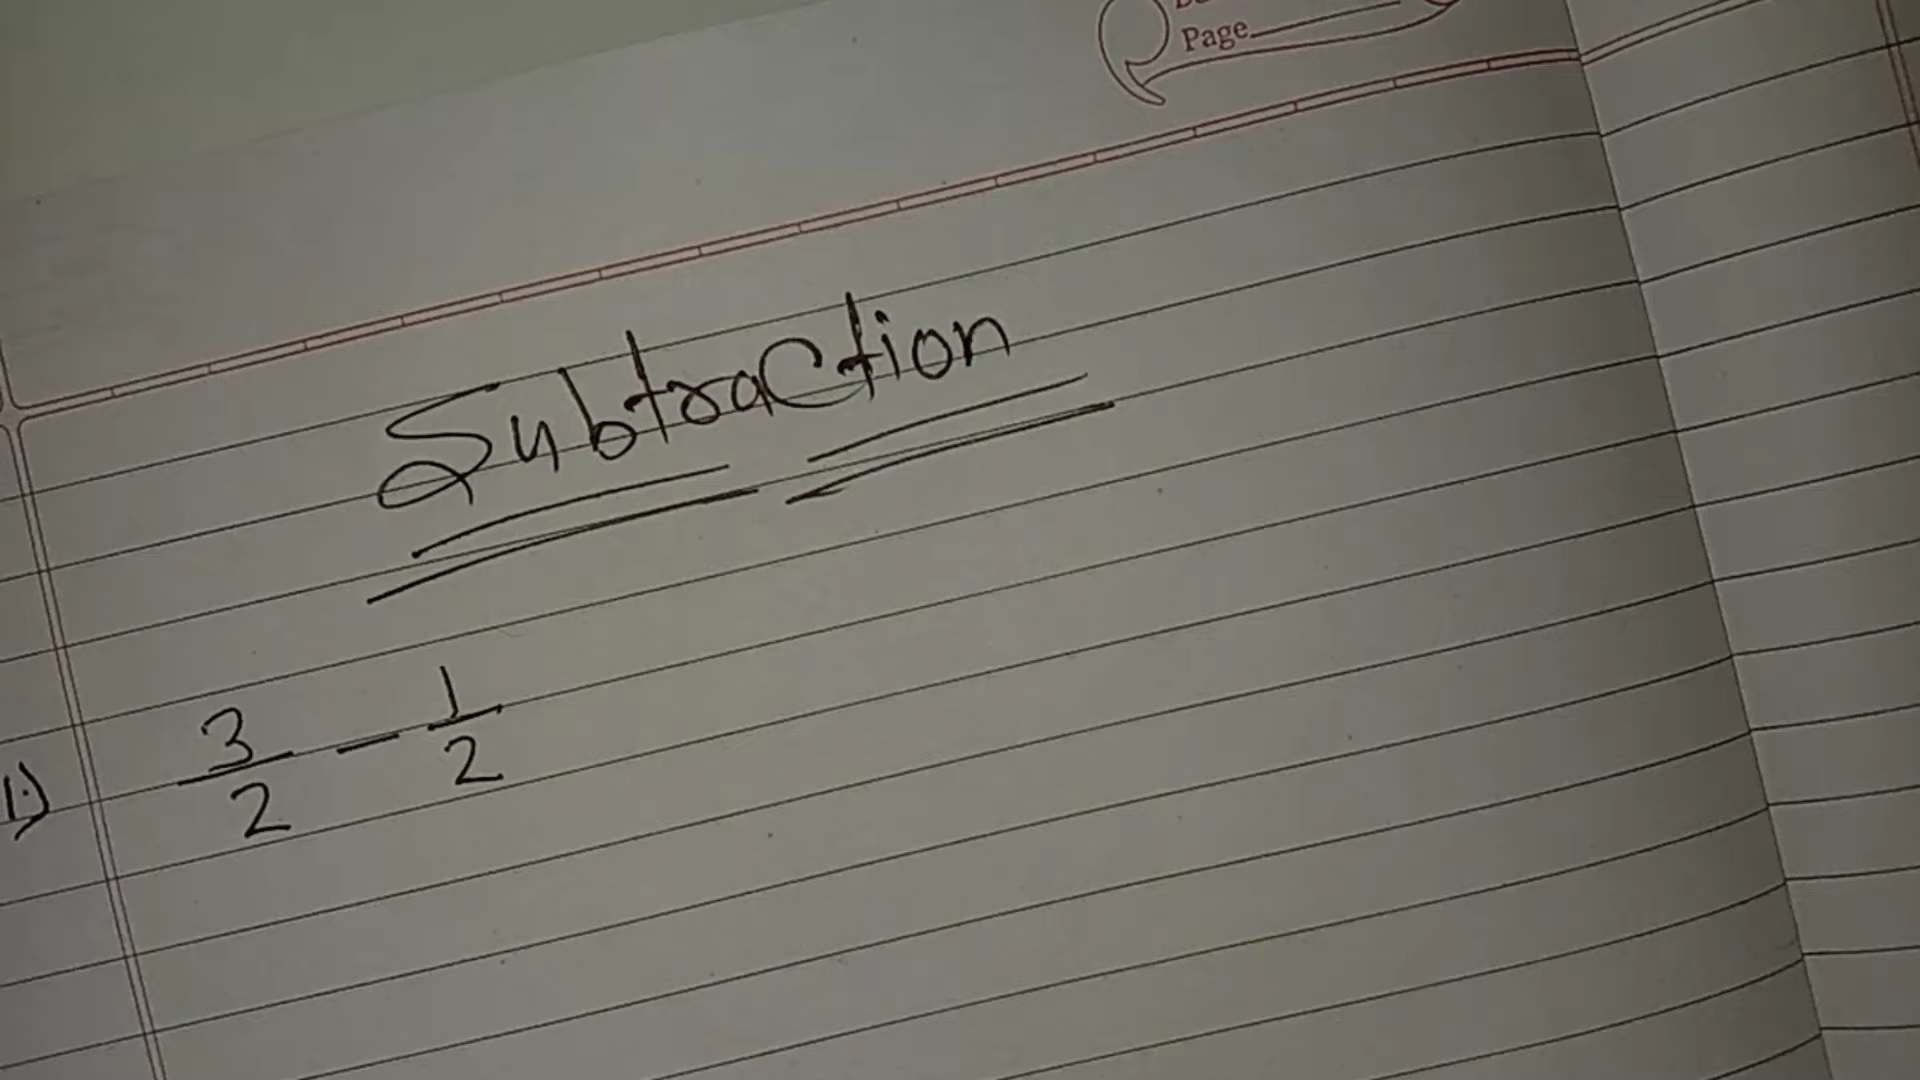 Page
Subtraction
1.) 3/2 - 1/2